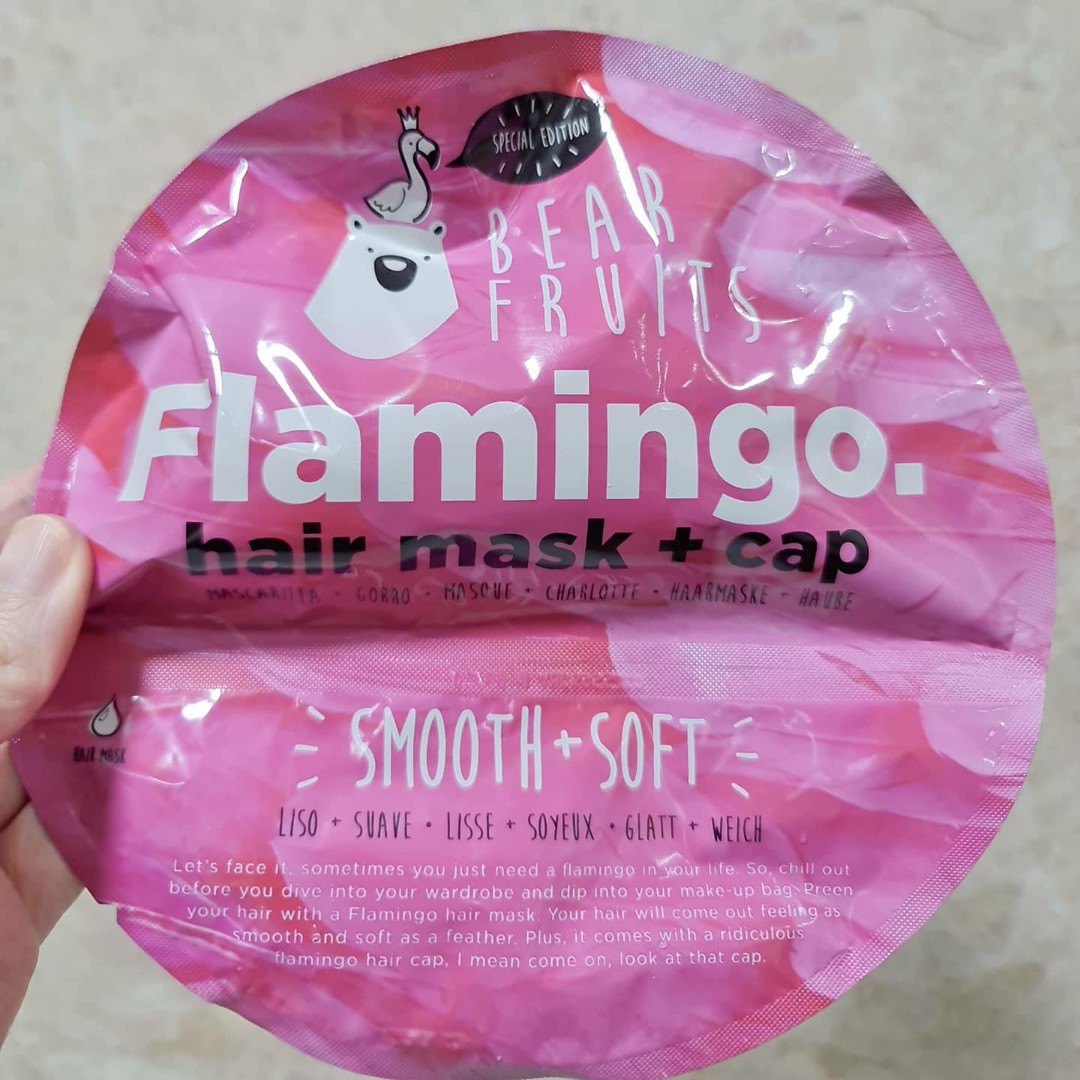 SPECIAL EDITION
BEAR
FRUITS
Flamingo.
hair mask + cap
MASCARILLA + GORRO • MASQUE + CHARLOTTE • HAARMASKE + HAUBE
HAIR MASK
SMOOTH+SOFT
LISO + SUAVE • LISSE + SOYEUX • GLATT + WEICH
Let's face it, sometimes you just need a flamingo in your life. So, chill out
before you dive into your wardrobe and dip into your make-up bag. Preen
your hair with a Flamingo hair mask. Your hair will come out feeling as
smooth and soft as a feather. Plus, it comes with a ridiculous
flamingo hair cap, I mean come on, look at that cap.